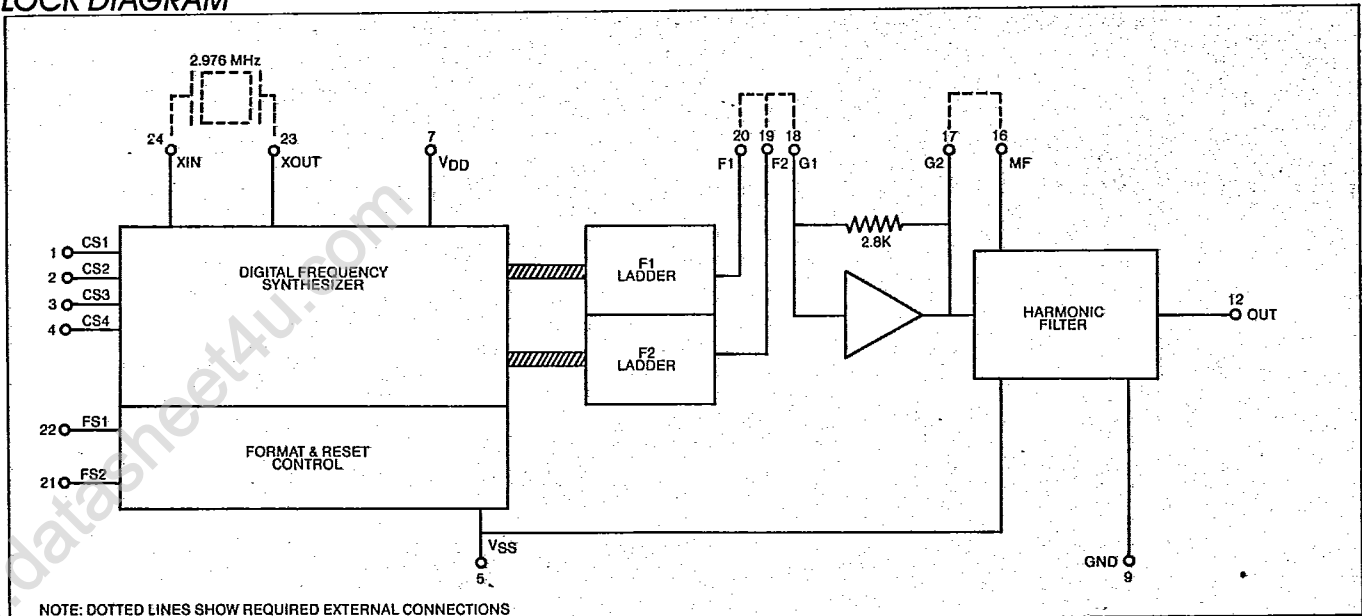 LOCK DIAGRAM
2.976 MHz
24
23
7
20
19
18
17
16
XIN
XOUT
VDD
F1
F2
G1
G2
MF
1 CS1
2 CS2
3 CS3
4 CS4
DIGITAL FREQUENCY
SYNTHESIZER
F1
LADDER
F2
LADDER
2.8K
HARMONIC
FILTER
12
OUT
22 FS1
21 FS2
FORMAT & RESET
CONTROL
VSS
5
GND
9
NOTE: DOTTED LINES SHOW REQUIRED EXTERNAL CONNECTIONS
.datasheet4u.com